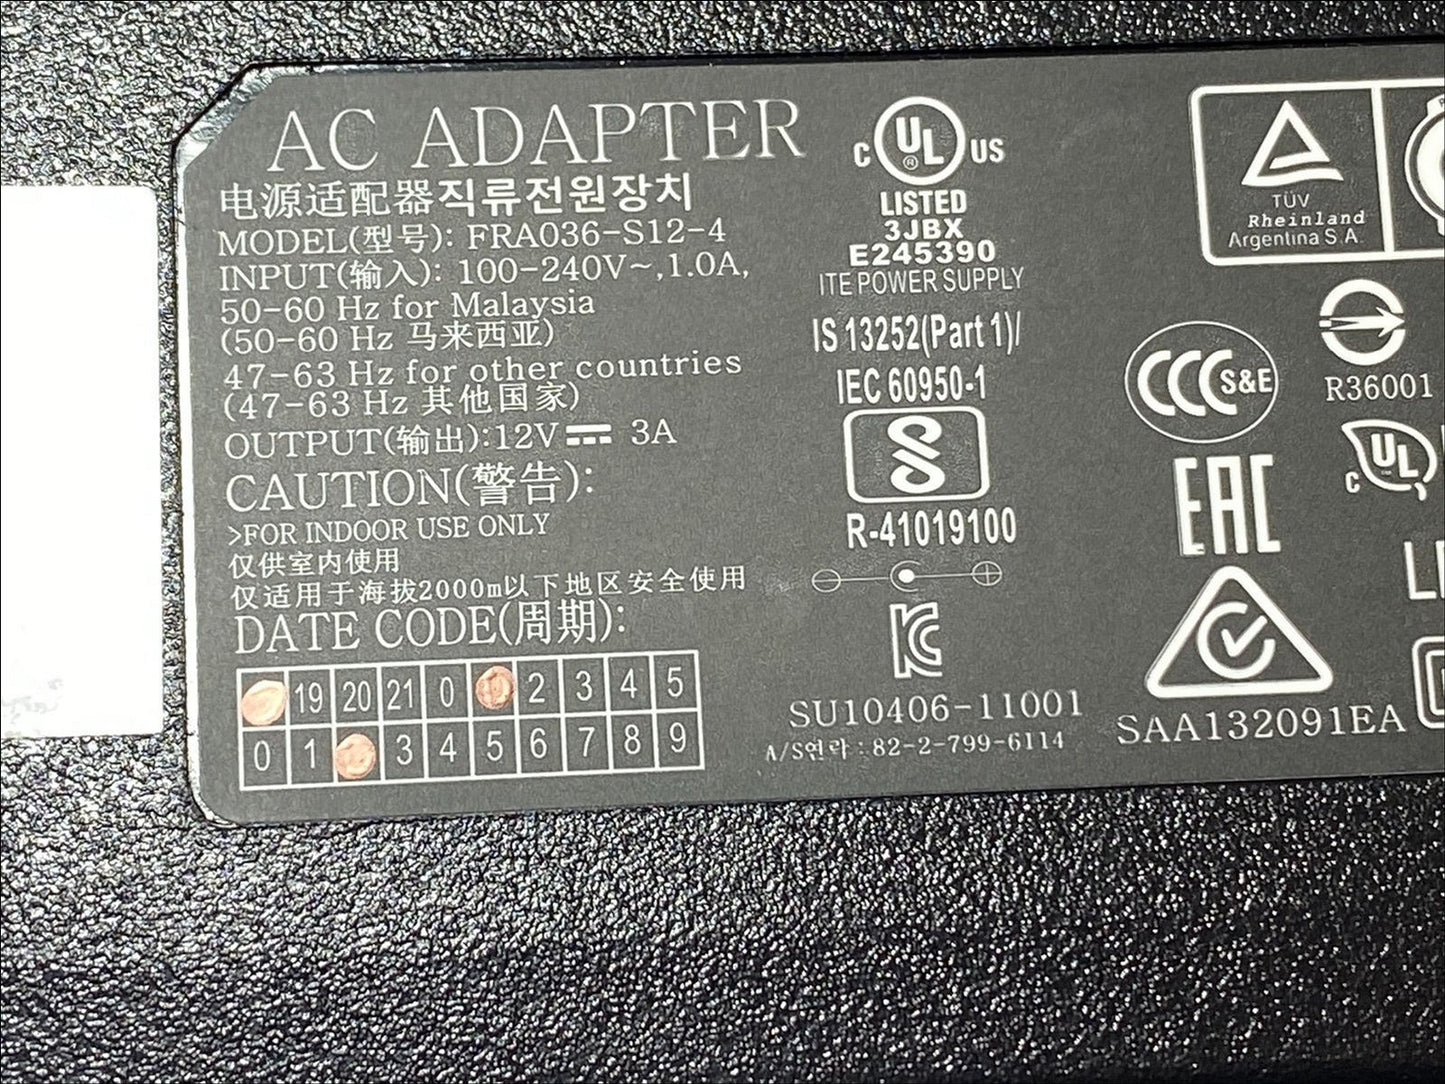 AC ADAPTER
电源适配器직류전원장치
MODEL(型号): FRA036-S12-4
INPUT(输入): 100-240V~,1.0A,
50-60 Hz for Malaysia
(50-60 Hz 马来西亚)
47-63 Hz for other countries
(47-63 Hz 其他国家)
OUTPUT(输出):12V⎓ 3A
CAUTION(警告):
>FOR INDOOR USE ONLY
仅供室内使用
仅适用于海拔2000m以下地区安全使用
DATE CODE(周期):
19 20 21 0 2 3 4 5
0 1 3 4 5 6 7 8 9
C UL ® US
LISTED
3JBX
E245390
ITE POWER SUPPLY
IS 13252(Part 1)/
IEC 60950-1
R-41019100
SU10406-11001
A/S연락 : 82-2-799-6114
TÜV
Rheinland
Argentina S.A.
CCC S&E
R36001
C UL
EAC
SAA132091EA